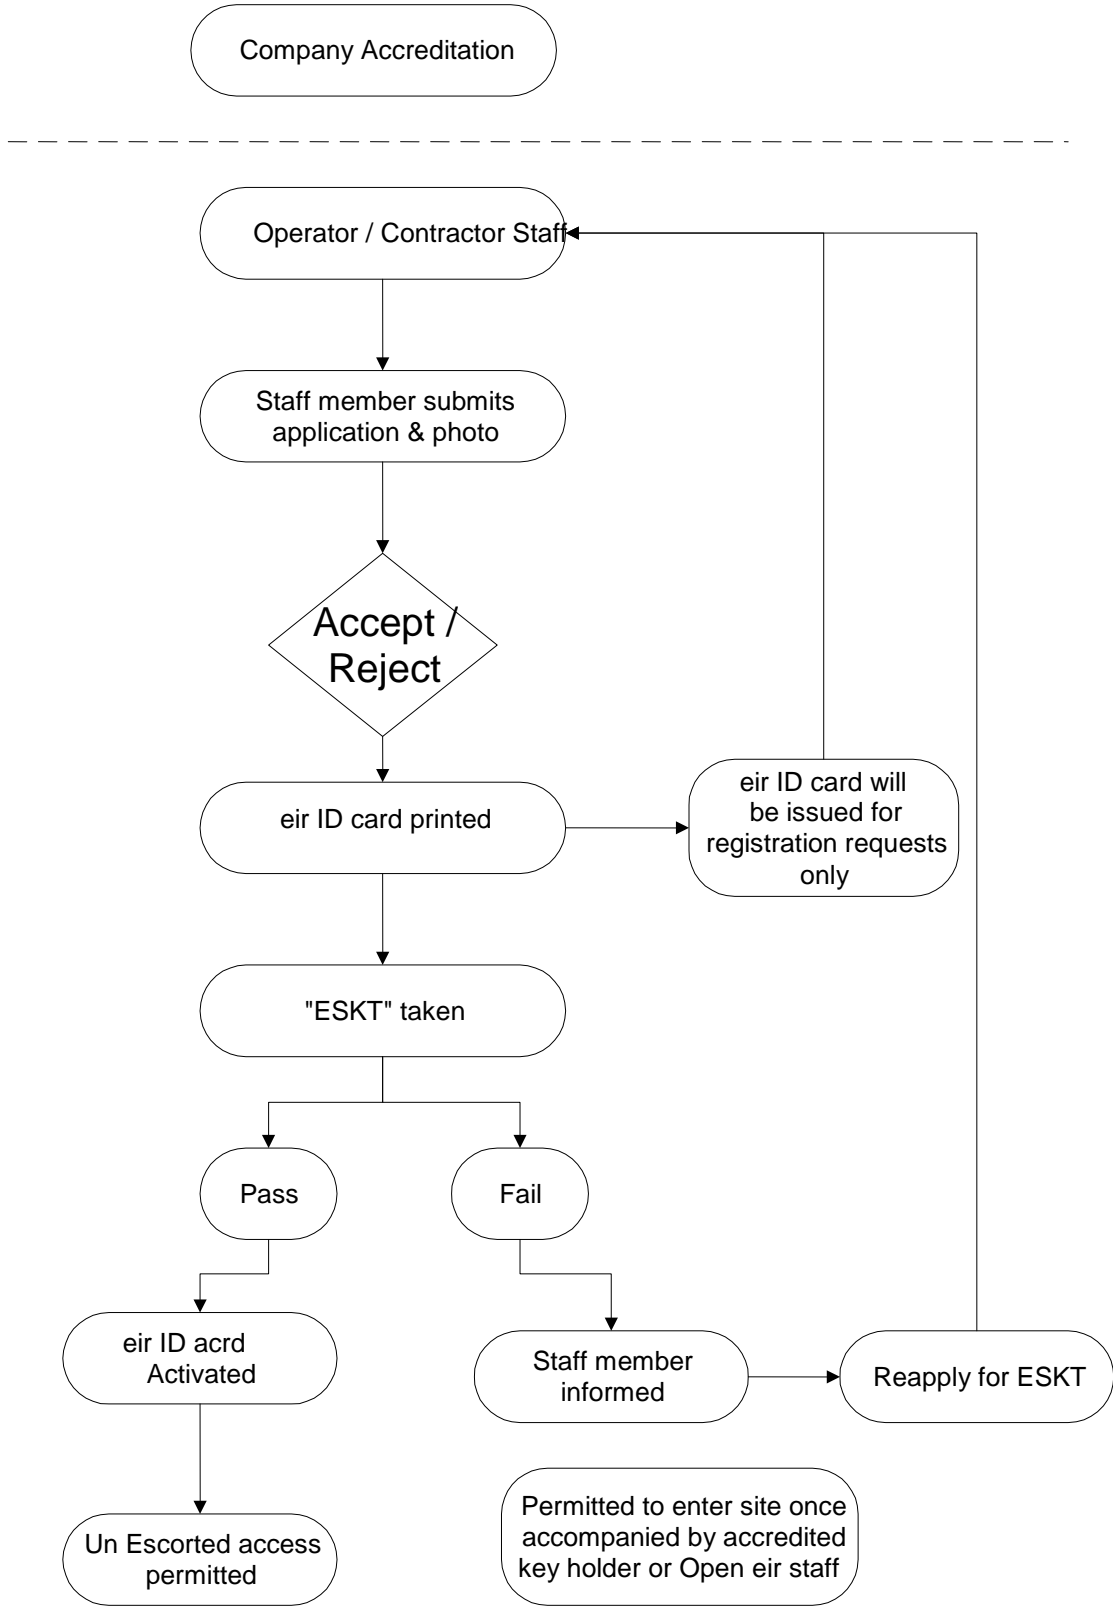 Company Accreditation
Operator / Contractor Staff
Staff member submits
application & photo
Accept /
Reject
eir ID card printed
eir ID card will
be issued for
registration requests
only
"ESKT" taken
Pass
Fail
eir ID acrd
Activated
Staff member
informed
Reapply for ESKT
Un Escorted access
permitted
Permitted to enter site once
accompanied by accredited
key holder or Open eir staff